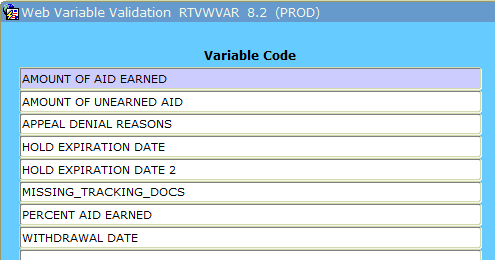 Web Variable Validation RTVWVAR 8.2 (PROD)
Variable Code
AMOUNT OF AID EARNED
AMOUNT OF UNEARNED AID
APPEAL DENIAL REASONS
HOLD EXPIRATION DATE
HOLD EXPIRATION DATE 2
MISSING_TRACKING_DOCS
PERCENT AID EARNED
WITHDRAWAL DATE